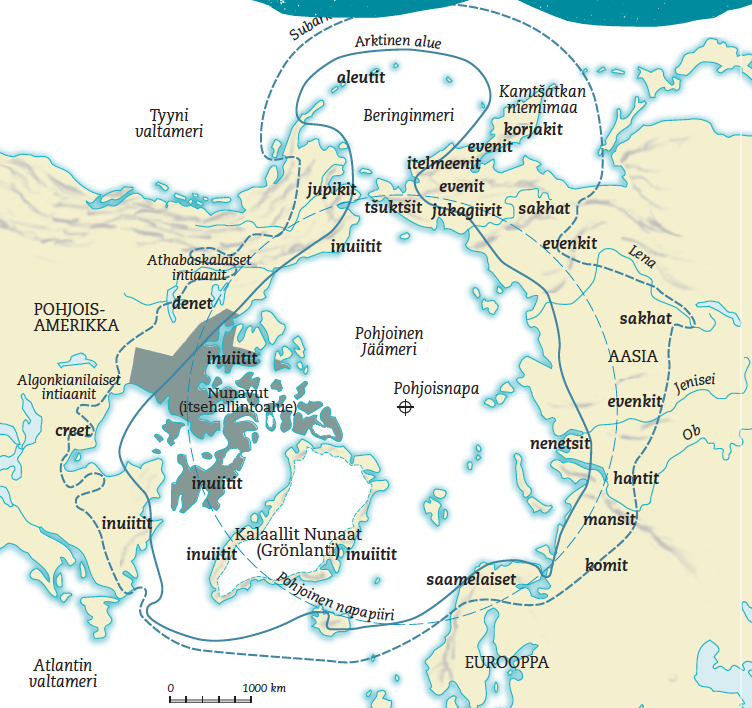 Subark
Arktinen alue
aleutit
Tyyni
valtameri
Beringinmeri
Kamtšatkan
niemimaa
korjakit
evenit
itelmeenit
evenit
jupikit
tšuktšit
jukagiirit
sakhat
inuiitit
evenkit
Lena
Athabaskalaiset
intiaanit
denet
POHJOIS-
AMERIKKA
sakhat
Pohjoinen
Jäämeri
inuiitit
AASIA
Algonkianilaiset
intiaanit
Pohjoisnapa
Jenisei
Nunavut
(itsehallintoalue)
evenkit
creet
Ob
nenetsit
inuiitit
hantit
inuiitit
mansit
Kalaallit Nunaat
(Grönlanti)
inuiitit
inuiitit
komit
Pohjoinen napapiiri
saamelaiset
EUROOPPA
Atlantin
valtameri
0 1000 km